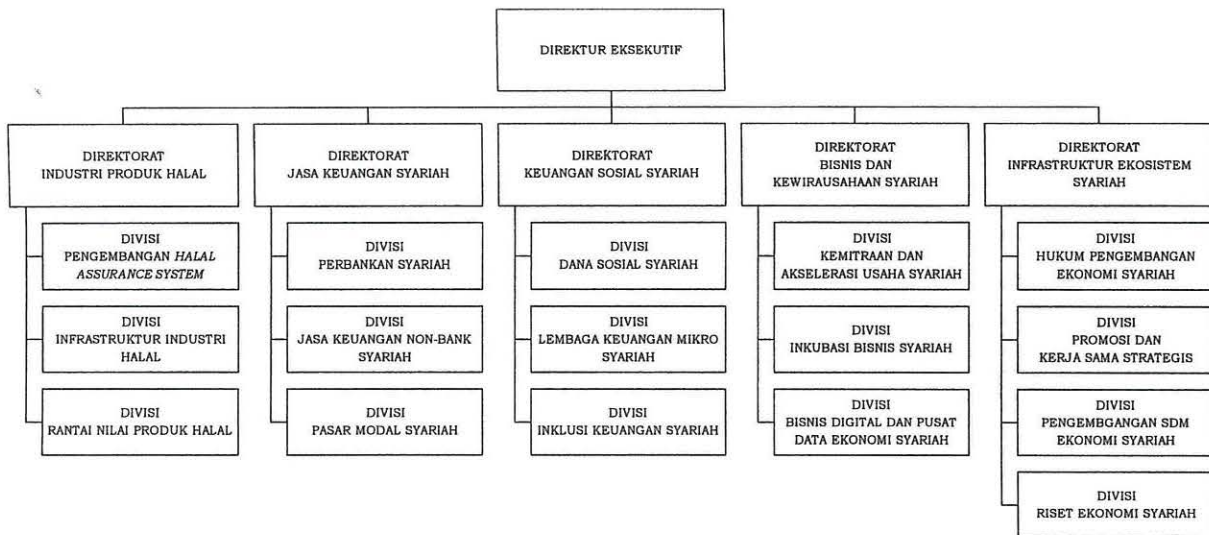 DIREKTUR EKSEKUTIF
DIREKTORAT
INDUSTRI PRODUK HALAL
DIREKTORAT
JASA KEUANGAN SYARIAH
DIREKTORAT
KEUANGAN SOSIAL SYARIAH
DIREKTORAT
BISNIS DAN
KEWIRAUSAHAAN SYARIAH
DIREKTORAT
INFRASTRUKTUR EKOSISTEM
SYARIAH
DIVISI
PENGEMBANGAN HALAL
ASSURANCE SYSTEM
DIVISI
PERBANKAN SYARIAH
DIVISI
DANA SOSIAL SYARIAH
DIVISI
KEMITRAAN DAN
AKSELERASI USAHA SYARIAH
DIVISI
HUKUM PENGEMBANGAN
EKONOMI SYARIAH
DIVISI
INFRASTRUKTUR INDUSTRI
HALAL
DIVISI
JASA KEUANGAN NON-BANK
SYARIAH
DIVISI
LEMBAGA KEUANGAN MIKRO
SYARIAH
DIVISI
INKUBASI BISNIS SYARIAH
DIVISI
PROMOSI DAN
KERJA SAMA STRATEGIS
DIVISI
RANTAI NILAI PRODUK HALAL
DIVISI
PASAR MODAL SYARIAH
DIVISI
INKLUSI KEUANGAN SYARIAH
DIVISI
BISNIS DIGITAL DAN PUSAT
DATA EKONOMI SYARIAH
DIVISI
PENGEMBGANGAN SDM
EKONOMI SYARIAH
DIVISI
RISET EKONOMI SYARIAH